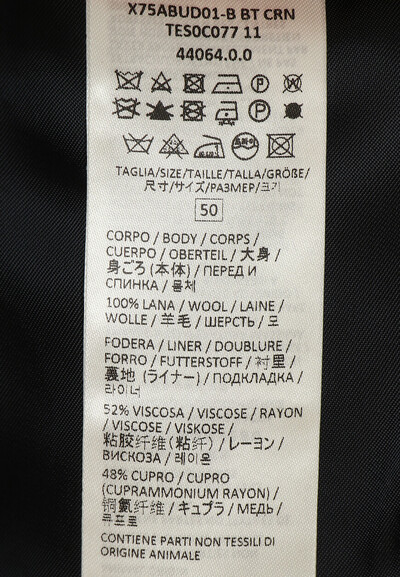 X75ABUD01-B BT CRN
TES0C077 11
44064.0.0
TAGLIA/SIZE/TAILLE/TALLA/GRÖßE/
尺寸/サイズ/РАЗМЕР/크기
50
CORPO / BODY / CORPS /
CUERPO / OBERTEIL / 大身 /
身ごろ (本体) / ПЕРЕД И
СПИНКА / 몸체
100% LANA / WOOL / LAINE /
WOLLE / 羊毛 / ШЕРСТЬ / 모
FODERA / LINER / DOUBLURE /
FORRO / FUTTERSTOFF / 衬里 /
裏地 (ライナー) / ПОДКЛАДКА /
라이너
52% VISCOSA / VISCOSE / RAYON
/ VISCOSE / VISKOSE /
粘胶纤维 (粘纤) / レーヨン /
ВИСКОЗА / 레이온
48% CUPRO / CUPRO
(CUPRAMMONIUM RAYON) /
铜氨纤维 / キュプラ / МЕДЬ /
큐프로
CONTIENE PARTI NON TESSILI DI
ORIGINE ANIMALE